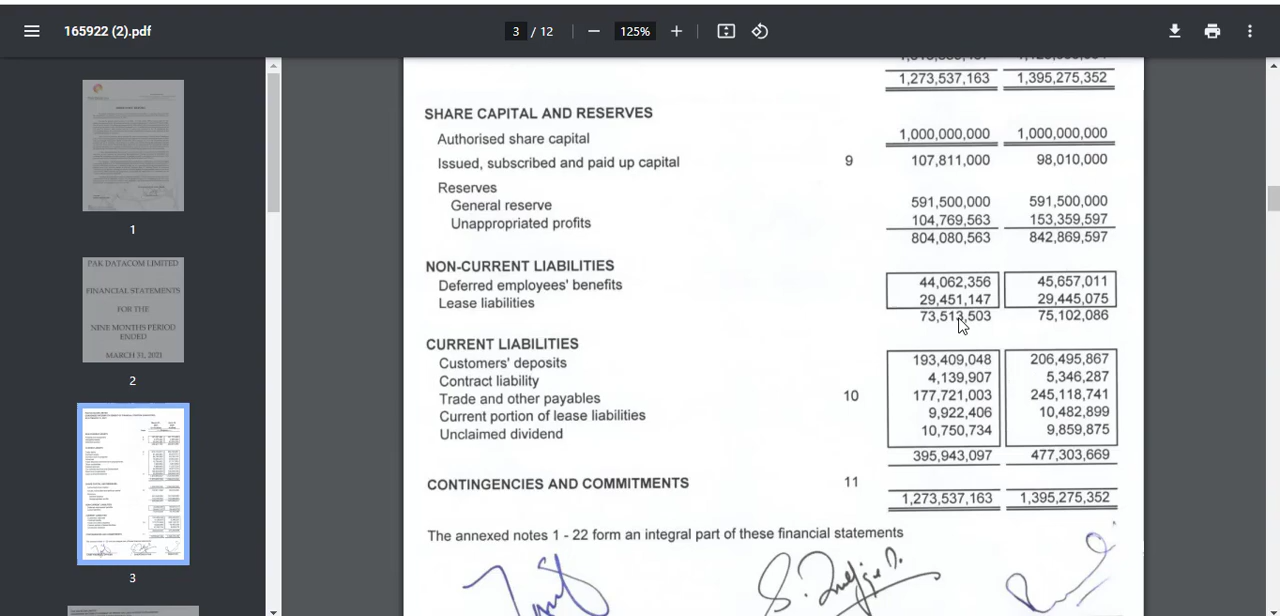 165922 (2).pdf
3 / 12
125%
1,273,537,163 1,395,275,352
SHARE CAPITAL AND RESERVES
Authorised share capital 1,000,000,000 1,000,000,000
Issued, subscribed and paid up capital 9 107,811,000 98,010,000
Reserves
General reserve 591,500,000 591,500,000
Unappropriated profits 104,769,563 153,359,597
804,080,563 842,869,597
NON-CURRENT LIABILITIES
Deferred employees' benefits 44,062,356 45,657,011
Lease liabilities 29,451,147 29,445,075
73,513,503 75,102,086
CURRENT LIABILITIES
Customers' deposits 193,409,048 206,495,867
Contract liability 4,139,907 5,346,287
Trade and other payables 10 177,721,003 245,118,741
Current portion of lease liabilities 9,922,406 10,482,899
Unclaimed dividend 10,750,734 9,859,875
395,943,097 477,303,669
CONTINGENCIES AND COMMITMENTS 11
1,273,537,163 1,395,275,352
The annexed notes 1 - 22 form an integral part of these financial statements
1
PAK DATACOM LIMITED
FINANCIAL STATEMENTS
FOR THE
NINE MONTHS PERIOD
ENDED
MARCH 31, 2021
2
3